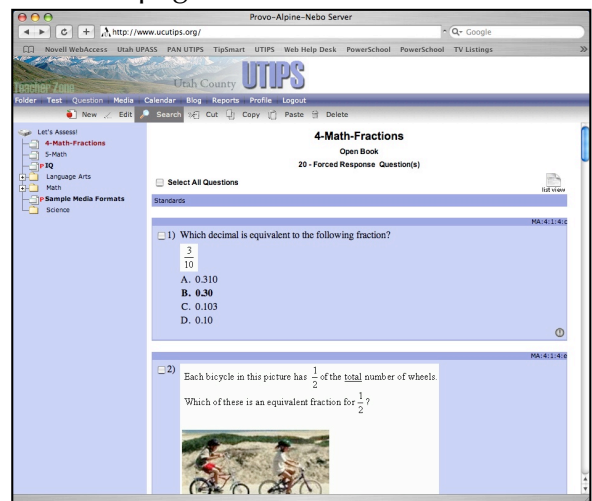 Provo-Alpine-Nebo Server
http://www.ucutips.org/
Google
Novell WebAccess Utah UPASS PAN UTIPS TipSmart UTIPS Web Help Desk PowerSchool PowerSchool TV Listings
Teacher Zone
Utah County UTIPS
Folder Test Question Media Calendar Blog Reports Profile Logout
New Edit Search Cut Copy Paste Delete
Let's Assess!
4-Math-Fractions
5-Math
P IQ
Language Arts
Math
P Sample Media Formats
Science
4-Math-Fractions
Open Book
20 - Forced Response Question(s)
Select All Questions
list view
Standards
MA:4:1:4:c
1) Which decimal is equivalent to the following fraction?
3
10
A. 0.310
B. 0.30
C. 0.103
D. 0.10
MA:4:1:4:e
2)
Each bicycle in this picture has 1/2 of the total number of wheels.
Which of these is an equivalent fraction for 1/2 ?